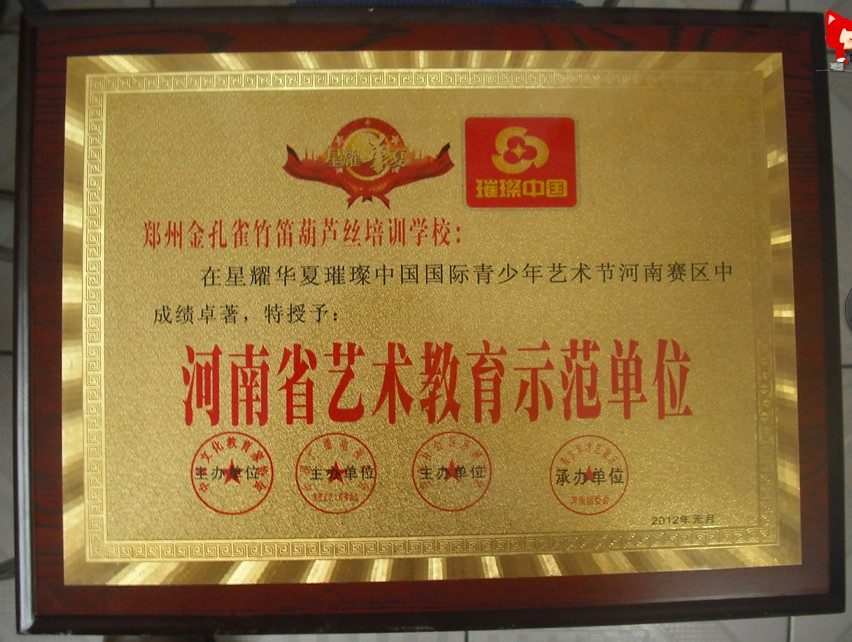 星耀华夏
璀璨中国
郑州金孔雀竹笛葫芦丝培训学校：
在星耀华夏璀璨中国国际青少年艺术节河南赛区中
成绩卓著，特授予：
河南省艺术教育示范单位
主办单位 主办单位 主办单位 承办单位
2012年元月